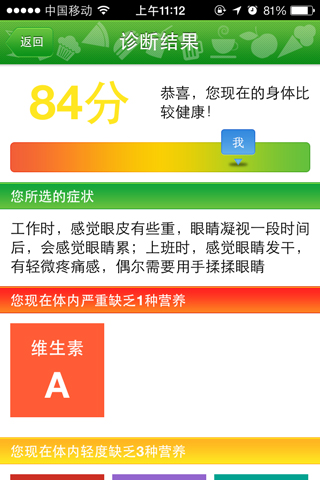 中国移动
上午11:12
81%
返回
诊断结果
84分
恭喜，您现在的身体比
较健康！
我
您所选的症状
工作时，感觉眼皮有些重，眼睛凝视一段时间
后，会感觉眼睛累；上班时，感觉眼睛发干，
有轻微疼痛感，偶尔需要用手揉揉眼睛
您现在体内严重缺乏1种营养
维生素
A
您现在体内轻度缺乏3种营养